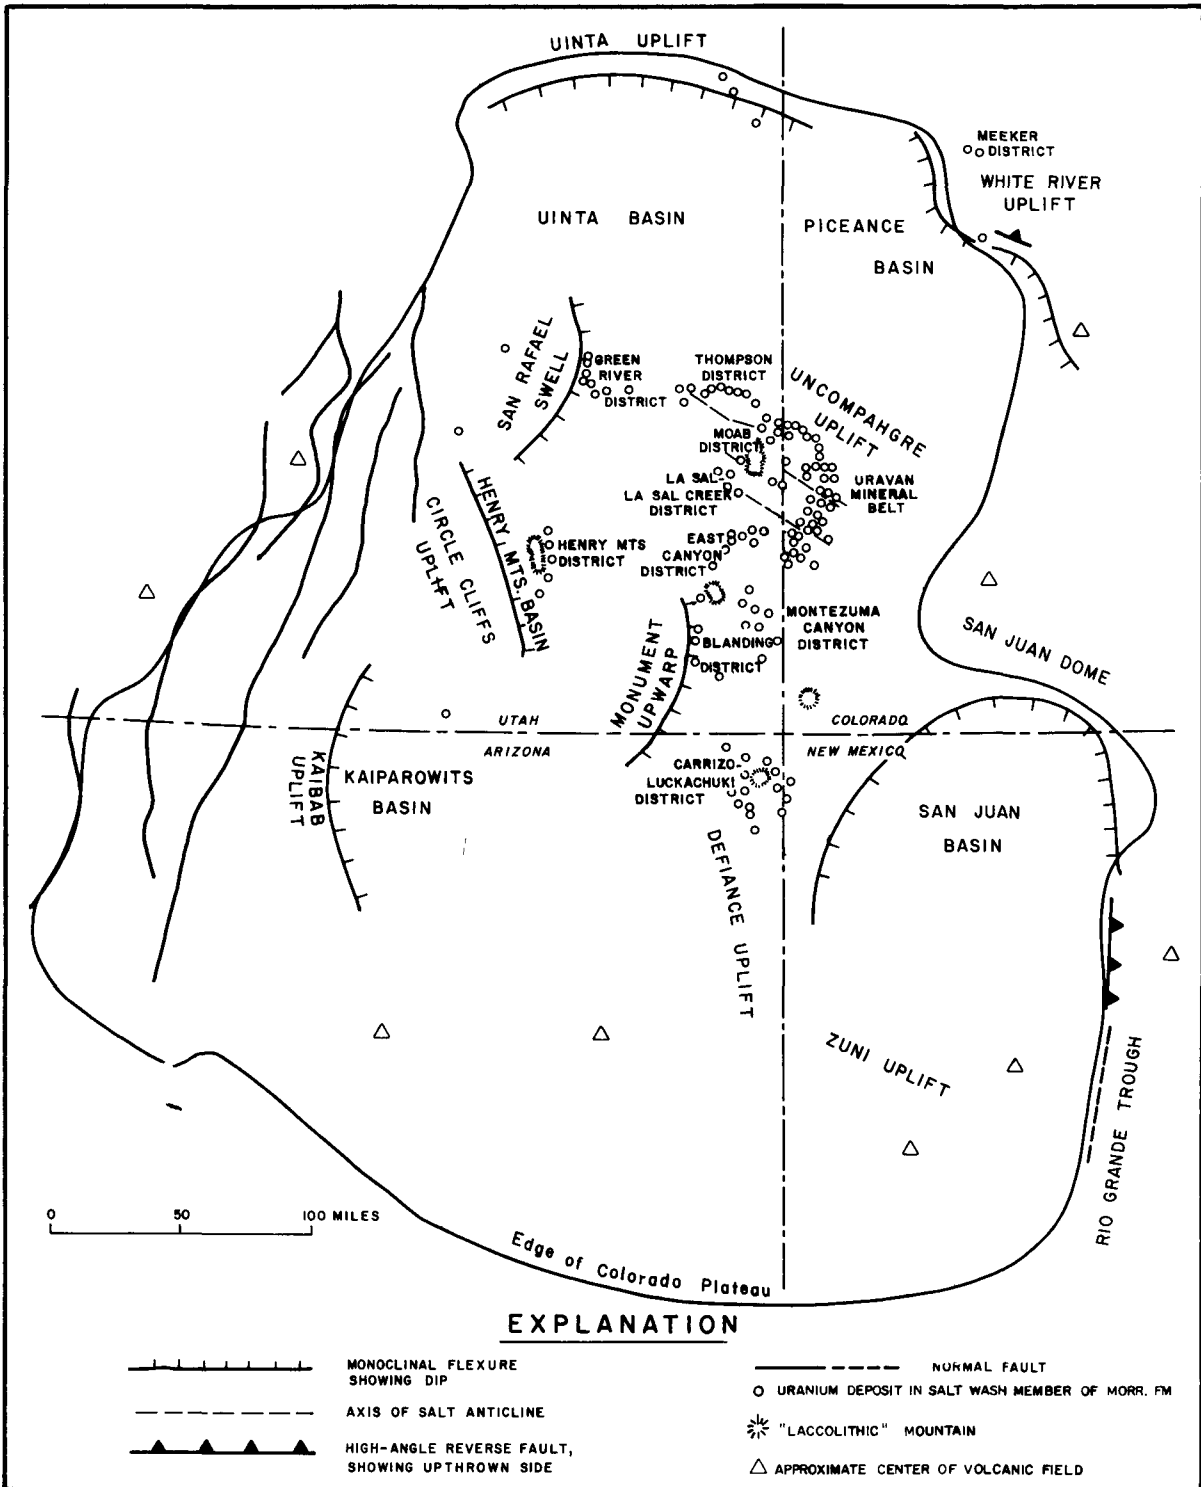 UINTA UPLIFT
MEEKER
DISTRICT
WHITE RIVER
UPLIFT
UINTA BASIN
PICEANCE
BASIN
SAN RAFAEL
SWELL
GREEN
RIVER
DISTRICT
THOMPSON
DISTRICT
UNCOMPAHGRE
UPLIFT
MOAB
DISTRICT
LA SAL-
LA SAL CREEK
DISTRICT
URAVAN
MINERAL
BELT
HENRY MTS. BASIN
CIRCLE CLIFFS
UPLIFT
HENRY MTS
DISTRICT
EAST
CANYON
DISTRICT
MONTEZUMA
CANYON
DISTRICT
BLANDING
DISTRICT
MONUMENT
UPWARP
SAN JUAN DOME
UTAH
COLORADO
ARIZONA
NEW MEXICO
KAIBAB
UPLIFT
KAIPAROWITS
BASIN
CARRIZO-
LUCKACHUKI
DISTRICT
SAN JUAN
BASIN
DEFIANCE UPLIFT
ZUNI UPLIFT
RIO GRANDE TROUGH
0 50 100 MILES
Edge of Colorado Plateau
EXPLANATION
MONOCLINAL FLEXURE
SHOWING DIP
AXIS OF SALT ANTICLINE
HIGH-ANGLE REVERSE FAULT,
SHOWING UPTHROWN SIDE
NORMAL FAULT
URANIUM DEPOSIT IN SALT WASH MEMBER OF MORR. FM
"LACCOLITHIC" MOUNTAIN
APPROXIMATE CENTER OF VOLCANIC FIELD